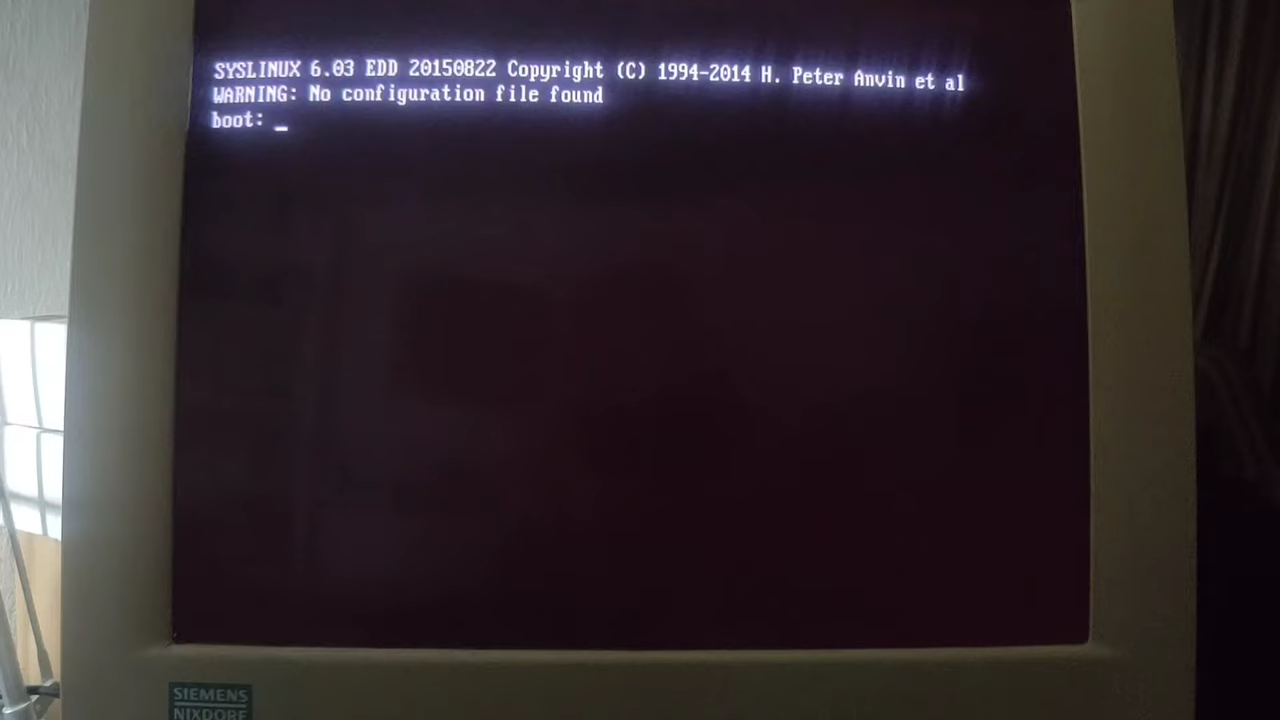 SYSLINUX 6.03 EDD 20150822 Copyright (C) 1994-2014 H. Peter Anvin et al
WARNING: No configuration file found
boot: _
SIEMENS
NIXDORF